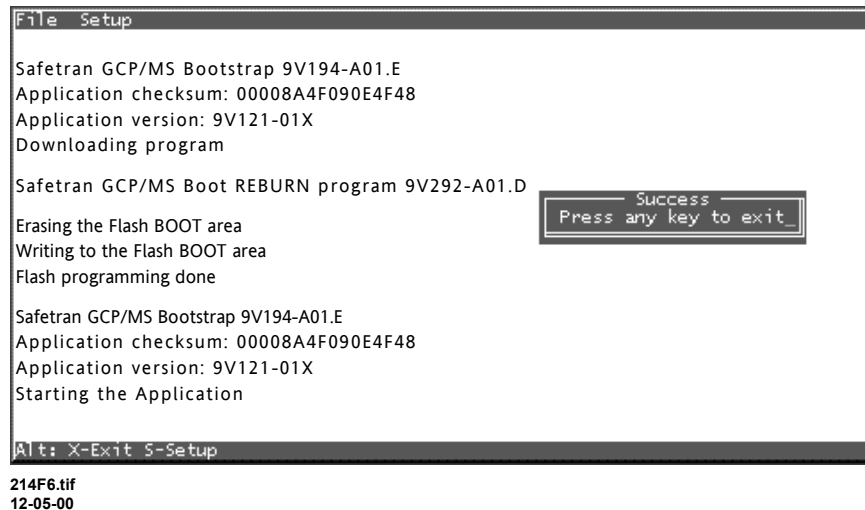 File Setup
Safetran GCP/MS Bootstrap 9V194-A01.E
Application checksum: 00008A4F090E4F48
Application version: 9V121-01X
Downloading program
Safetran GCP/MS Boot REBURN program 9V292-A01.D
Success
Press any key to exit_
Erasing the Flash BOOT area
Writing to the Flash BOOT area
Flash programming done
Safetran GCP/MS Bootstrap 9V194-A01.E
Application checksum: 00008A4F090E4F48
Application version: 9V121-01X
Starting the Application
Alt: X-Exit S-Setup
214F6.tif
12-05-00